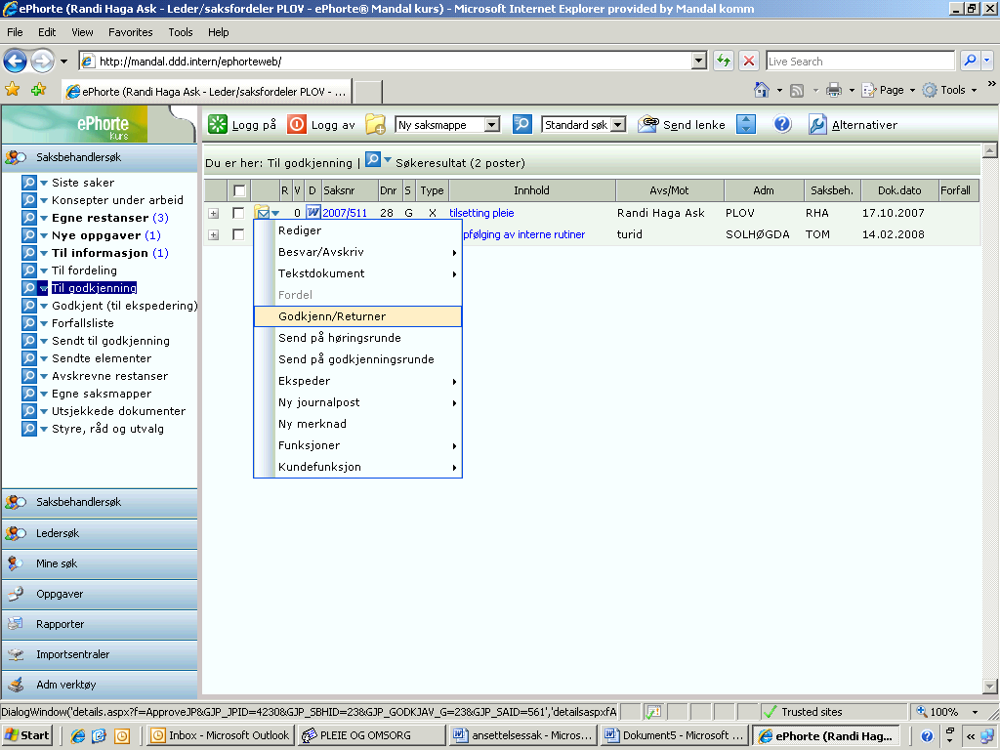 ePhorte (Randi Haga Ask - Leder/saksfordeler PLOV - ePhorte® Mandal kurs) - Microsoft Internet Explorer provided by Mandal komm
File Edit View Favorites Tools Help
http://mandal.ddd.intern/ephorteweb/ Live Search
ePhorte (Randi Haga Ask - Leder/saksfordeler PLOV - ... Page Tools »
ePhorte
Kurs
Logg på Logg av Ny saksmappe Standard søk Send lenke Alternativer
Saksbehandlersøk
Du er her: Til godkjenning | Søkeresultat (2 poster)
R V D Saksnr Dnr S Type Innhold Avs/Mot Adm Saksbeh. Dok.dato Forfall
0 W 2007/511 28 G X tilsetting pleie Randi Haga Ask PLOV RHA 17.10.2007
pfølging av interne rutiner turid SOLHØGDA TOM 14.02.2008
Siste saker
Konsepter under arbeid
Egne restanser (3)
Nye oppgaver (1)
Til informasjon (1)
Til fordeling
Til godkjenning
Godkjent (til ekspedering)
Forfallsliste
Sendt til godkjenning
Sendte elementer
Avskrevne restanser
Egne saksmapper
Utsjekkede dokumenter
Styre, råd og utvalg
Rediger
Besvar/Avskriv
Tekstdokument
Fordel
Godkjenn/Returner
Send på høringsrunde
Send på godkjenningsrunde
Ekspeder
Ny journalpost
Ny merknad
Funksjoner
Kundefunksjon
Saksbehandlersøk
Ledersøk
Mine søk
Oppgaver
Rapporter
Importsentraler
Adm verktøy
DialogWindow('details.aspx?f=ApproveJP&GJP_JPID=4230&GJP_SBHID=23&GJP_GODKJAV_G=23&GJP_SAID=561','detailsaspxfA Trusted sites 100%
Start Inbox - Microsoft Outlook PLEIE OG OMSORG ansettelsessak - Micros... Dokument5 - Microsoft ... ePhorte (Randi Hag... «